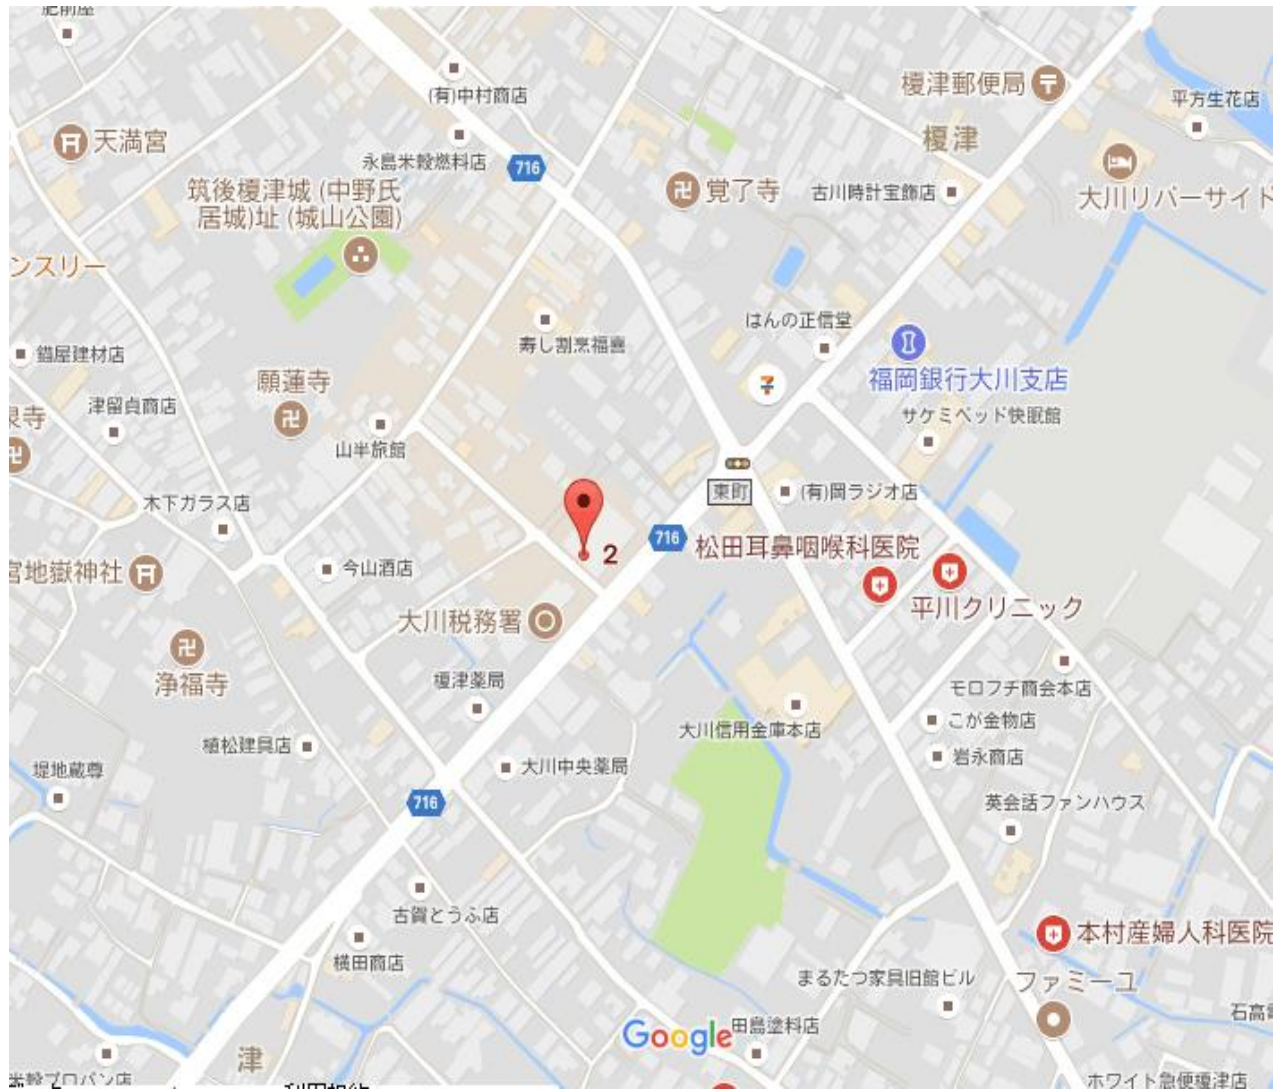 肥前屋
(有)中村商店
榎津郵便局
平方生花店
天満宮
榎津
永島米穀燃料店
716
筑後榎津城 (中野氏
居城)址 (城山公園)
覚了寺
古川時計宝飾店
大川リバーサイド
ンスリー
はんの正信堂
寿し割烹福喜
錨屋建材店
福岡銀行大川支店
願蓮寺
津留貞商店
サケミベッド快眠館
泉寺
山半旅館
木下ガラス店
東町
(有)岡ラジオ店
716
松田耳鼻咽喉科医院
2
宮地嶽神社
今山酒店
平川クリニック
大川税務署
浄福寺
榎津薬局
モロフチ商会本店
こが金物店
大川信用金庫本店
植松建具店
岩永商店
堤地蔵尊
大川中央薬局
716
英会話ファンハウス
古賀とうふ店
本村産婦人科医院
横田商店
まるたつ家具旧館ビル
ファミーユ
石高
Google
田島塗料店
津
米穀プロパン店
ホワイト急便榎津店